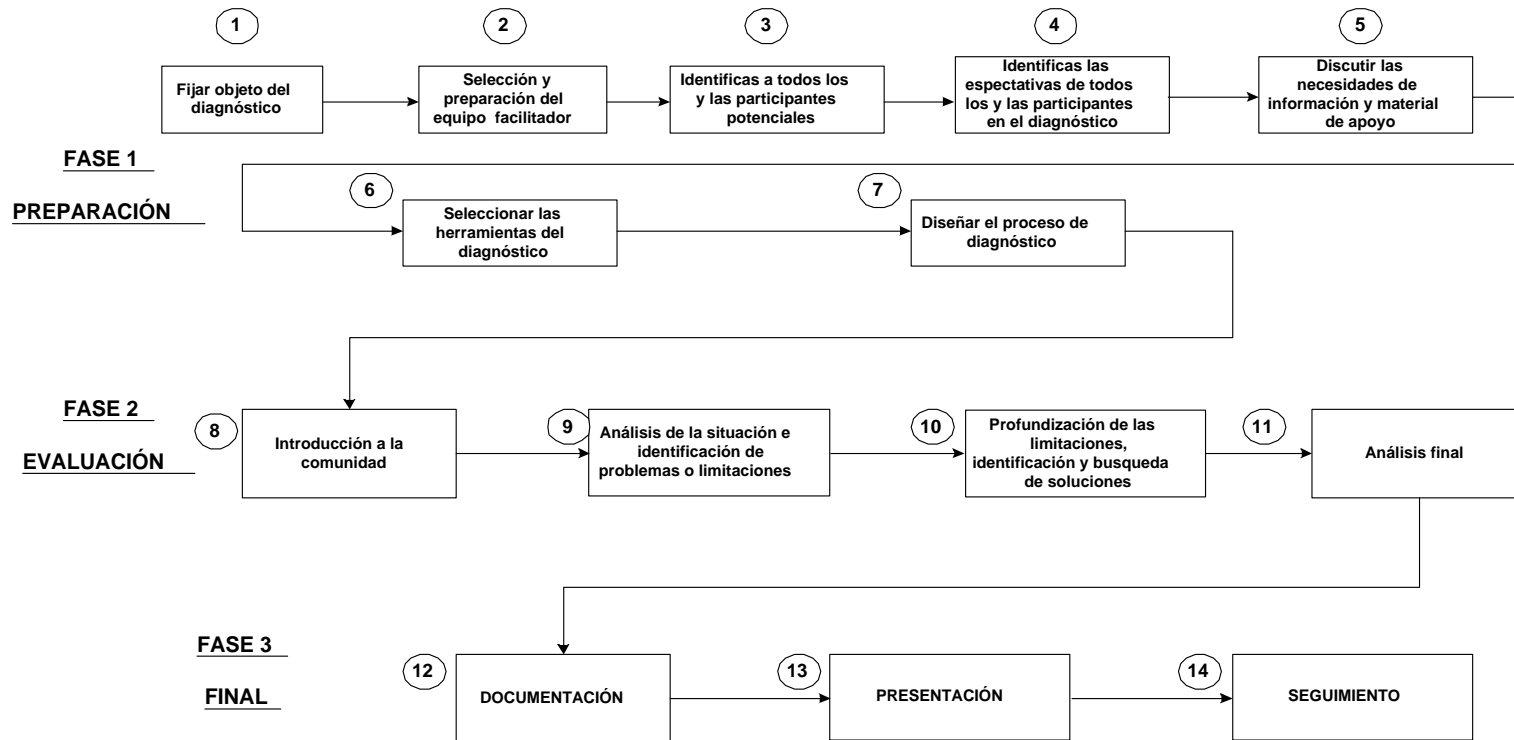 1
2
3
4
5
Fijar objeto del
diagnóstico
Selección y
preparación del
equipo facilitador
Identificas a todos los
y las participantes
potenciales
Identificas las
espectativas de todos
los y las participantes
en el diagnóstico
Discutir las
necesidades de
información y material
de apoyo
FASE 1
PREPARACIÓN
6
Seleccionar las
herramientas del
diagnóstico
7
Diseñar el proceso de
diagnóstico
FASE 2
EVALUACIÓN
8
Introducción a la
comunidad
9
Análisis de la situación e
identificación de
problemas o limitaciones
10
Profundización de las
limitaciones,
identificación y busqueda
de soluciones
11
Análisis final
FASE 3
FINAL
12
DOCUMENTACIÓN
13
PRESENTACIÓN
14
SEGUIMIENTO